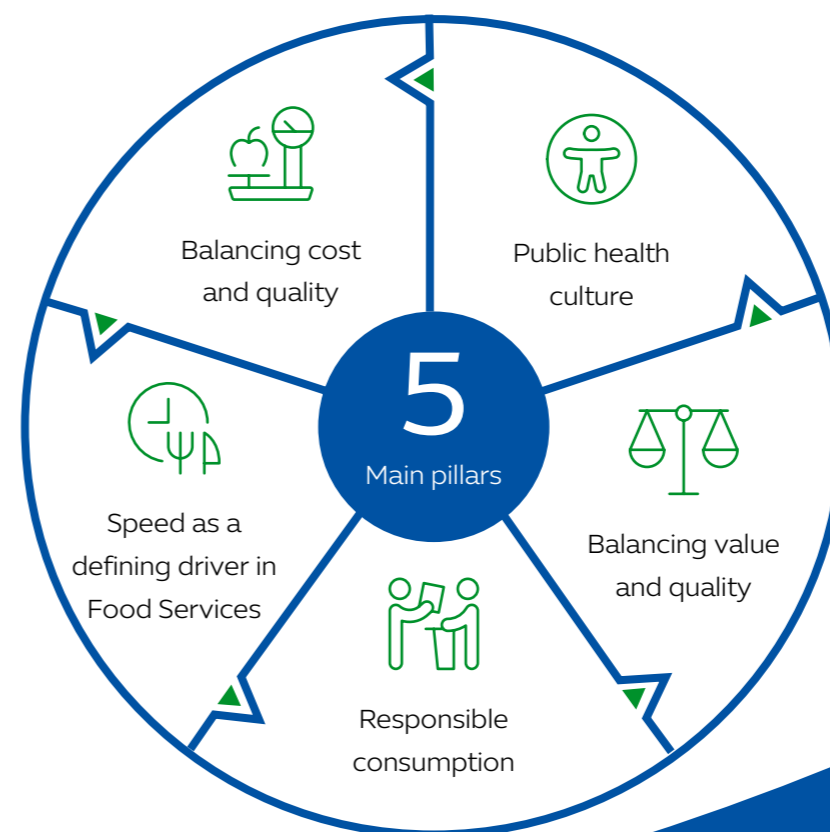 Balancing cost
and quality
Public health
culture
5
Main pillars
Speed as a
defining driver in
Food Services
Balancing value
and quality
Responsible
consumption